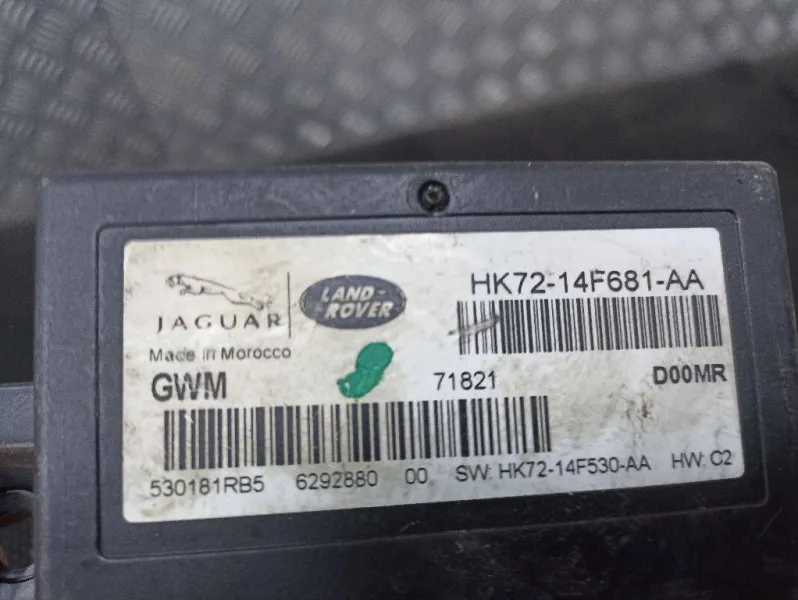 JAGUAR
LAND-
ROVER
HK72-14F681-AA
Made in Morocco
GWM
71821
D00MR
530181RB5 6292880 00 SW: HK72-14F530-AA HW: C2